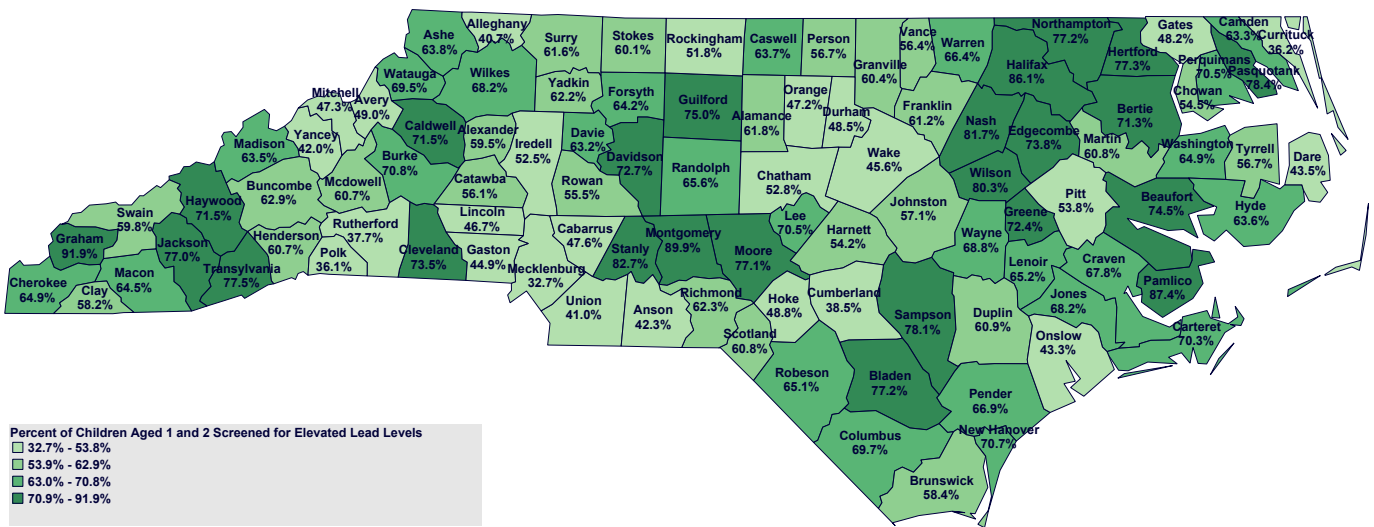 Alleghany
40.7%
Ashe
63.8%
Surry
61.6%
Stokes
60.1%
Rockingham
51.8%
Caswell
63.7%
Person
56.7%
Granville
60.4%
Vance
56.4%
Warren
66.4%
Northampton
77.2%
Halifax
86.1%
Hertford
77.3%
Gates
48.2%
Camden
63.3%
Currituck
36.2%
Perquimans
70.5%
Pasquotank
78.4%
Chowan
54.5%
Bertie
71.3%
Watauga
69.5%
Wilkes
68.2%
Yadkin
62.2%
Forsyth
64.2%
Guilford
75.0%
Alamance
61.8%
Orange
47.2%
Durham
48.5%
Franklin
61.2%
Nash
81.7%
Edgecombe
73.8%
Martin
60.8%
Washington
64.9%
Tyrrell
56.7%
Dare
43.5%
Mitchell
47.3%
Avery
49.0%
Yancey
42.0%
Madison
63.5%
Caldwell
71.5%
Alexander
59.5%
Iredell
52.5%
Davie
63.2%
Davidson
72.7%
Randolph
65.6%
Chatham
52.8%
Wake
45.6%
Wilson
80.3%
Pitt
53.8%
Beaufort
74.5%
Hyde
63.6%
Burke
70.8%
Catawba
56.1%
Rowan
55.5%
Buncombe
62.9%
Mcdowell
60.7%
Haywood
71.5%
Swain
59.8%
Graham
91.9%
Jackson
77.0%
Henderson
60.7%
Rutherford
37.7%
Polk
36.1%
Cleveland
73.5%
Lincoln
46.7%
Gaston
44.9%
Cabarrus
47.6%
Mecklenburg
32.7%
Stanly
82.7%
Montgomery
89.9%
Moore
77.1%
Lee
70.5%
Harnett
54.2%
Johnston
57.1%
Wayne
68.8%
Greene
72.4%
Lenoir
65.2%
Craven
67.8%
Pamlico
87.4%
Cherokee
64.9%
Clay
58.2%
Macon
64.5%
Transylvania
77.5%
Union
41.0%
Anson
42.3%
Richmond
62.3%
Scotland
60.8%
Hoke
48.8%
Cumberland
38.5%
Sampson
78.1%
Duplin
60.9%
Jones
68.2%
Onslow
43.3%
Carteret
70.3%
Robeson
65.1%
Bladen
77.2%
Pender
66.9%
Columbus
69.7%
New Hanover
70.7%
Brunswick
58.4%
Percent of Children Aged 1 and 2 Screened for Elevated Lead Levels
32.7% - 53.8%
53.9% - 62.9%
63.0% - 70.8%
70.9% - 91.9%